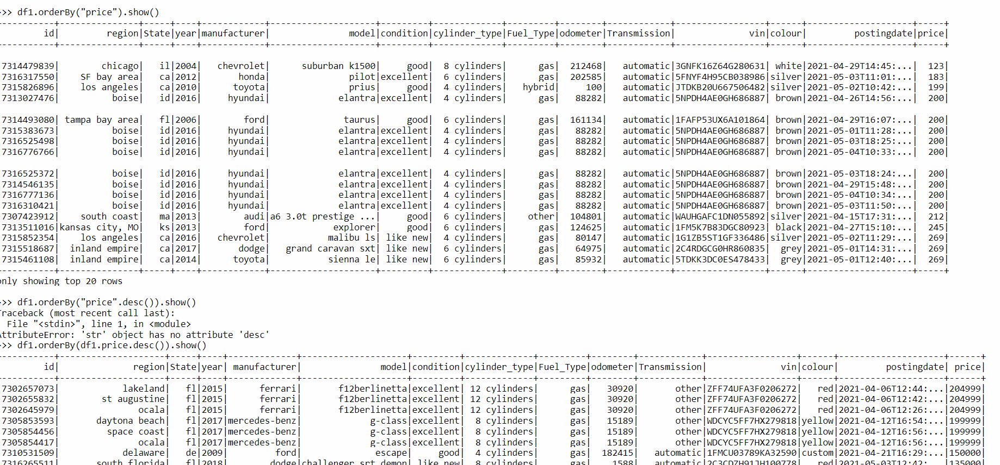 >>> df1.orderBy("price").show()
----------+----------------+-----+----+------------+--------------------+---------+-------------+---------+--------+------------+-----------------+------+--------------------+-----+
id| region|State|year|manufacturer| model|condition|cylinder_type|Fuel_Type|odometer|Transmission| vin|colour| postingdate|price|
----------+----------------+-----+----+------------+--------------------+---------+-------------+---------+--------+------------+-----------------+------+--------------------+-----+
7314479839| chicago| il|2004| chevrolet| suburban k1500| good| 8 cylinders| gas| 212468| automatic|3GNFK16Z64G280631| white|2021-04-29T14:45:...| 123|
7316317550| SF bay area| ca|2012| honda| pilot|excellent| 6 cylinders| gas| 202585| automatic|5FNYF4H95CB038986|silver|2021-05-03T11:01:...| 183|
7315826896| los angeles| ca|2010| toyota| prius| good| 4 cylinders| hybrid| 100| automatic|JTDKB20U667506482|silver|2021-05-02T10:42:...| 199|
7313027476| boise| id|2016| hyundai| elantra|excellent| 4 cylinders| gas| 88282| automatic|5NPDH4AE0GH686887| brown|2021-04-26T14:56:...| 200|
7314493080| tampa bay area| fl|2006| ford| taurus| good| 6 cylinders| gas| 161134| automatic|1FAFP53UX6A101864| brown|2021-04-29T16:07:...| 200|
7315383673| boise| id|2016| hyundai| elantra|excellent| 4 cylinders| gas| 88282| automatic|5NPDH4AE0GH686887| brown|2021-05-01T11:28:...| 200|
7316525498| boise| id|2016| hyundai| elantra|excellent| 4 cylinders| gas| 88282| automatic|5NPDH4AE0GH686887| brown|2021-05-03T18:25:...| 200|
7316776766| boise| id|2016| hyundai| elantra|excellent| 4 cylinders| gas| 88282| automatic|5NPDH4AE0GH686887| brown|2021-05-04T10:33:...| 200|
7316525372| boise| id|2016| hyundai| elantra|excellent| 4 cylinders| gas| 88282| automatic|5NPDH4AE0GH686887| brown|2021-05-03T18:24:...| 200|
7314546135| boise| id|2016| hyundai| elantra|excellent| 4 cylinders| gas| 88282| automatic|5NPDH4AE0GH686887| brown|2021-04-29T15:48:...| 200|
7316777136| boise| id|2016| hyundai| elantra|excellent| 4 cylinders| gas| 88282| automatic|5NPDH4AE0GH686887| brown|2021-05-04T10:34:...| 200|
7316310421| boise| id|2016| hyundai| elantra|excellent| 4 cylinders| gas| 88282| automatic|5NPDH4AE0GH686887| brown|2021-05-03T11:50:...| 200|
7307423912| south coast| ma|2013| audi|a6 3.0t prestige ...| good| 6 cylinders| other| 104801| automatic|WAUHGAFC1DN055892|silver|2021-04-15T17:31:...| 212|
7313511016|kansas city, MO| ks|2013| ford| explorer| good| 6 cylinders| gas| 124625| automatic|1FM5K7B83DGC80923| black|2021-04-27T15:10:...| 245|
7315852354| los angeles| ca|2016| chevrolet| malibu ls| like new| 4 cylinders| gas| 80147| automatic|1G1ZB5ST1GF336486|silver|2021-05-02T11:29:...| 269|
7315518687| inland empire| ca|2017| dodge| grand caravan sxt| like new| 6 cylinders| gas| 64975| automatic|2C4RDGCG0HR860835| grey|2021-05-01T14:31:...| 269|
7315461108| inland empire| ca|2014| toyota| sienna le| like new| 6 cylinders| gas| 85932| automatic|5TDKK3DC0ES478433| grey|2021-05-01T12:40:...| 269|
----------+----------------+-----+----+------------+--------------------+---------+-------------+---------+--------+------------+-----------------+------+--------------------+-----+
only showing top 20 rows
>>> df1.orderBy("price".desc()).show()
Traceback (most recent call last):
File "<stdin>", line 1, in <module>
AttributeError: 'str' object has no attribute 'desc'
>>> df1.orderBy(df1.price.desc()).show()
----------+--------------------+-----+----+-------------+--------------------+---------+-------------+---------+--------+------------+-----------------+------+--------------------+------+
id| region|State|year| manufacturer| model|condition|cylinder_type|Fuel_Type|odometer|Transmission| vin|colour| postingdate| price|
----------+--------------------+-----+----+-------------+--------------------+---------+-------------+---------+--------+------------+-----------------+------+--------------------+------+
7302657073| lakeland| fl|2015| ferrari| f12berlinetta|excellent| 12 cylinders| gas| 30920| other|ZFF74UFA3F0206272| red|2021-04-06T12:44:...|204999|
7302655832| st augustine| fl|2015| ferrari| f12berlinetta|excellent| 12 cylinders| gas| 30920| other|ZFF74UFA3F0206272| red|2021-04-06T12:42:...|204999|
7302645979| ocala| fl|2015| ferrari| f12berlinetta|excellent| 12 cylinders| gas| 30920| other|ZFF74UFA3F0206272| red|2021-04-06T12:26:...|204999|
7305853593| daytona beach| fl|2017|mercedes-benz| g-class|excellent| 8 cylinders| gas| 15189| other|WDCYC5FF7HX279818|yellow|2021-04-12T16:54:...|199999|
7305854456| space coast| fl|2017|mercedes-benz| g-class|excellent| 8 cylinders| gas| 15189| other|WDCYC5FF7HX279818|yellow|2021-04-12T16:56:...|199999|
7305854417| ocala| fl|2017|mercedes-benz| g-class|excellent| 8 cylinders| gas| 15189| other|WDCYC5FF7HX279818|yellow|2021-04-12T16:56:...|199999|
7310531509| delaware| de|2009| ford| escape| good| 4 cylinders| gas| 182415| automatic|1FMCU03789KA32590|custom|2021-04-21T16:29:...|150000|
7316265511| south florida| fl|2018| dodge|challenger srt demon| like new| 8 cylinders| gas| 1588| automatic|2C3CDZH91JH100778| red|2021-05-03T12:42:...|135000|